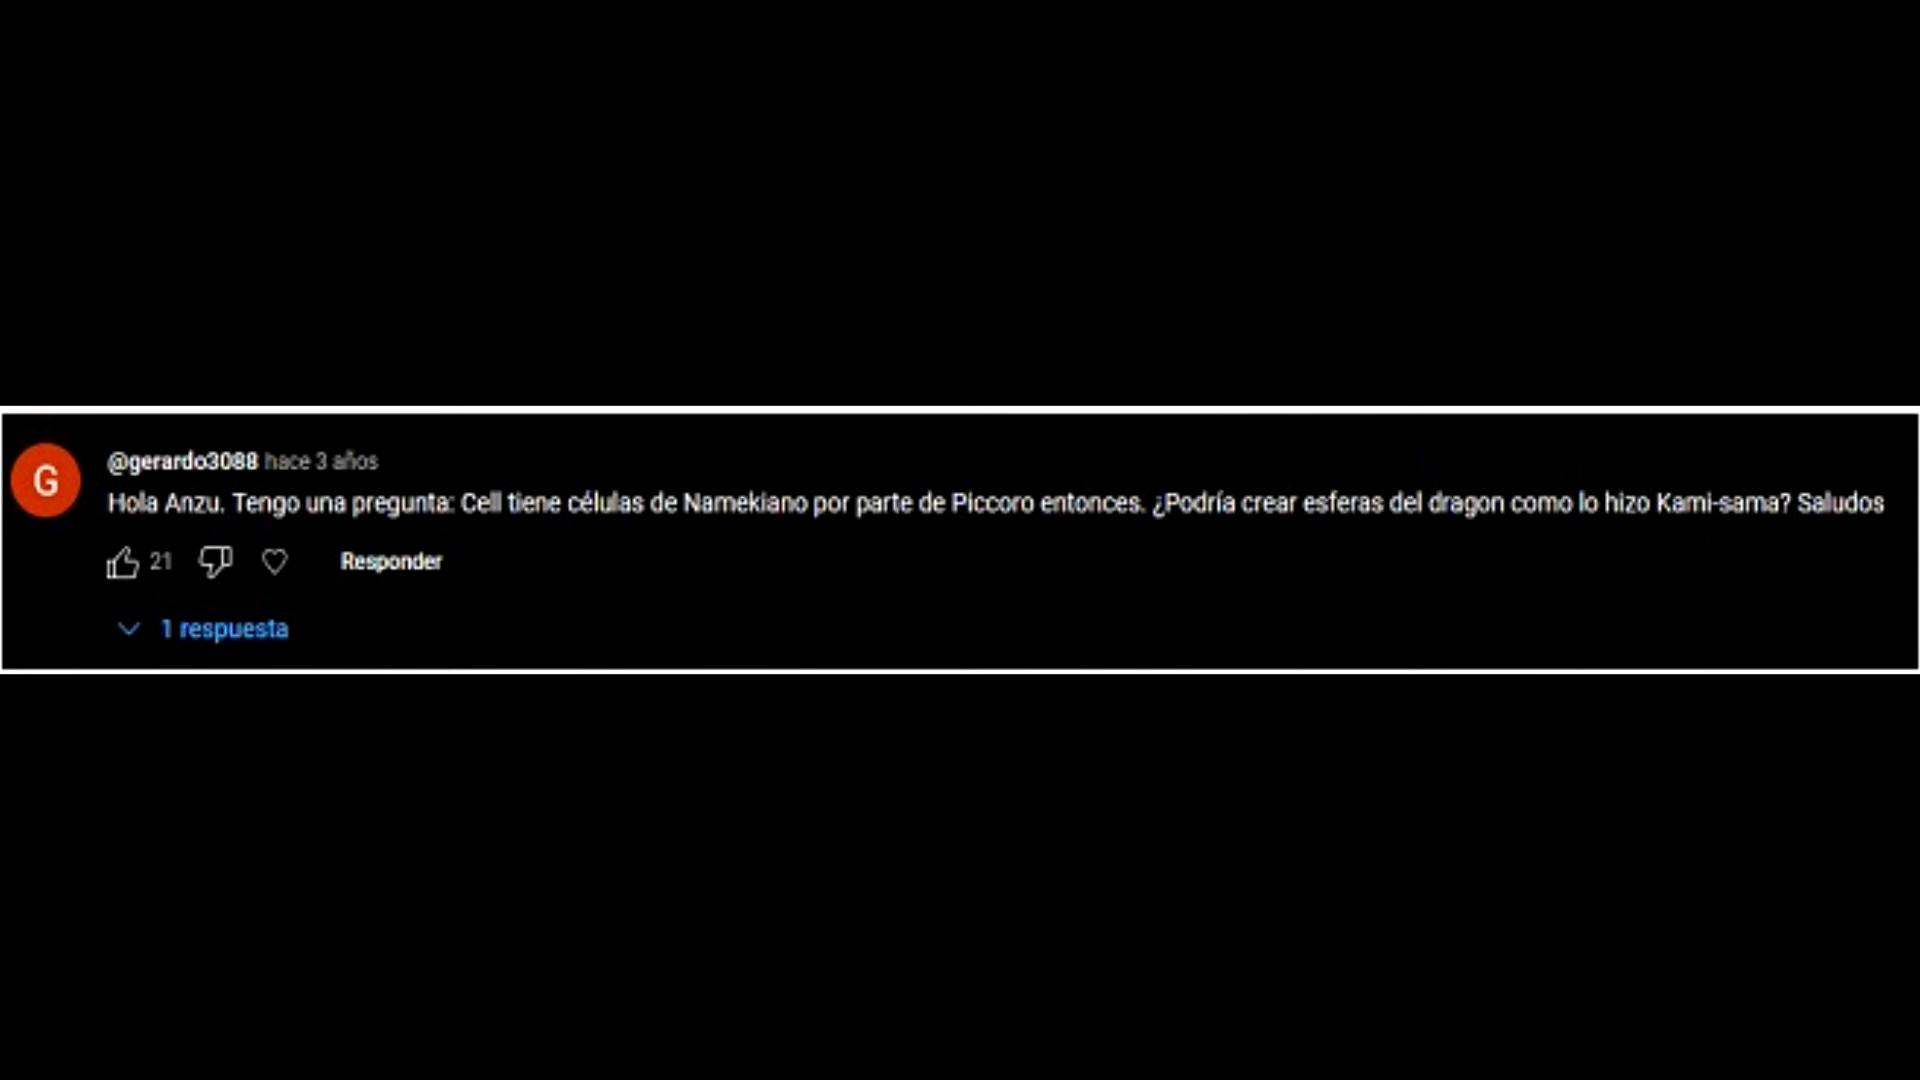 G
@gerardo3088 hace 3 años
Hola Anzu. Tengo una pregunta: Cell tiene células de Namekiano por parte de Piccoro entonces. ¿Podría crear esferas del dragon como lo hizo Kami-sama? Saludos
21 Responder
1 respuesta